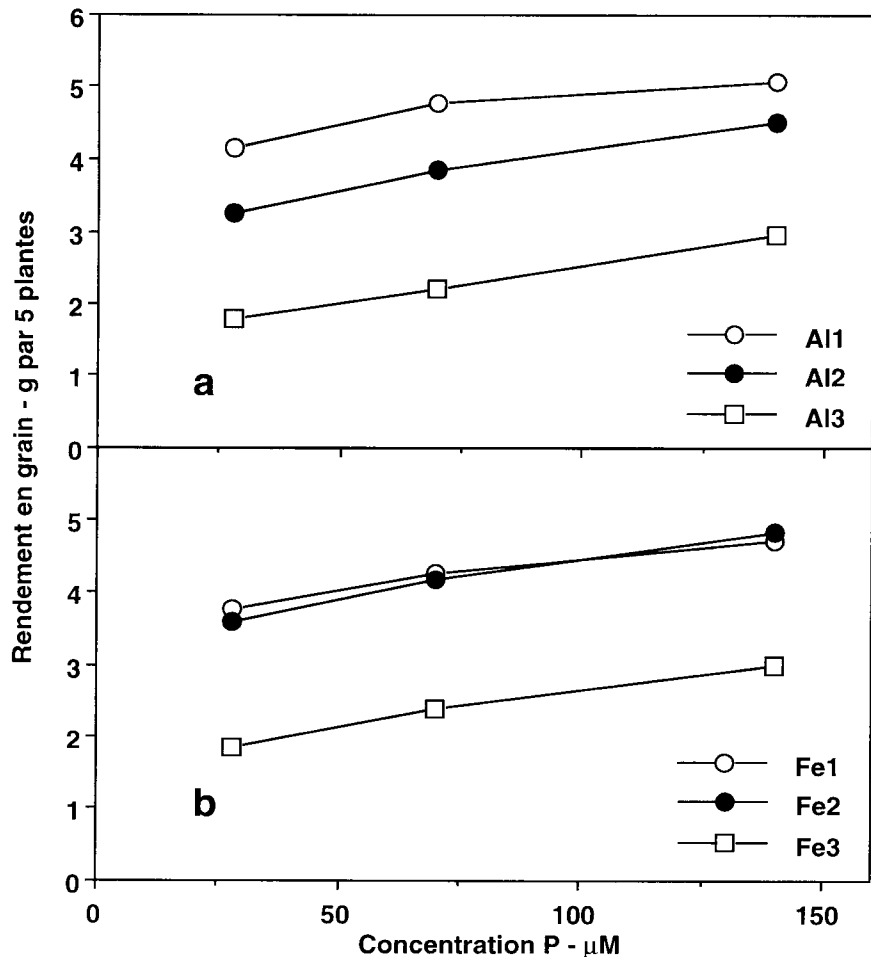 Rendement en grain - g par 5 plantes
6
5
4
3
2
1
0
a
Al1
Al2
Al3
5
4
3
2
1
0
b
Fe1
Fe2
Fe3
0 50 100 150
Concentration P - µM